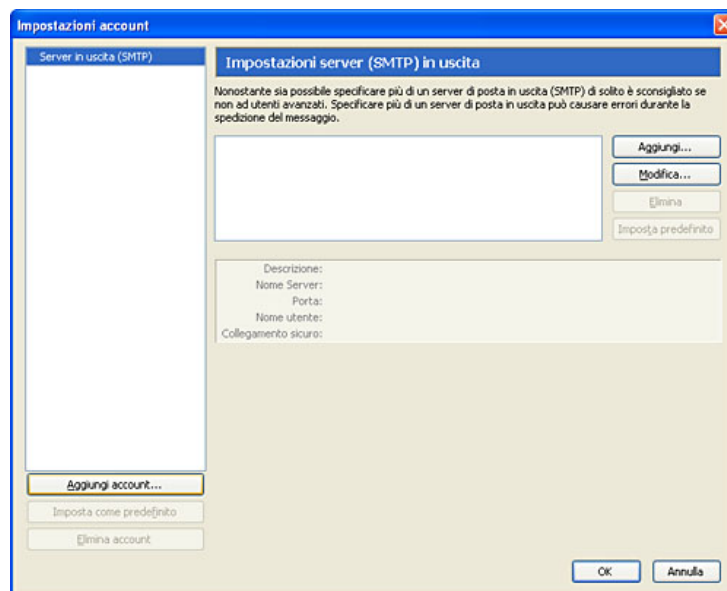 Impostazioni account
Server in uscita (SMTP)
Impostazioni server (SMTP) in uscita
Nonostante sia possibile specificare più di un server di posta in uscita (SMTP) di solito è sconsigliato se
non ad utenti avanzati. Specificare più di un server di posta in uscita può causare errori durante la
spedizione del messaggio.
Aggiungi...
Modifica...
Elimina
Imposta predefinito
Descrizione:
Nome Server:
Porta:
Nome utente:
Collegamento sicuro:
Aggiungi account...
Imposta come predefinito
Elimina account
OK
Annulla